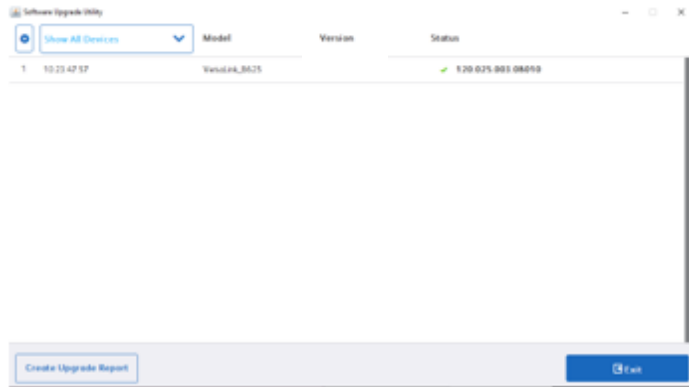 Software Upgrade Utility
Show All Devices Model Version Status
1 10.23.47.57 VersaLink_B625 120.025.003.08050
Create Upgrade Report Exit